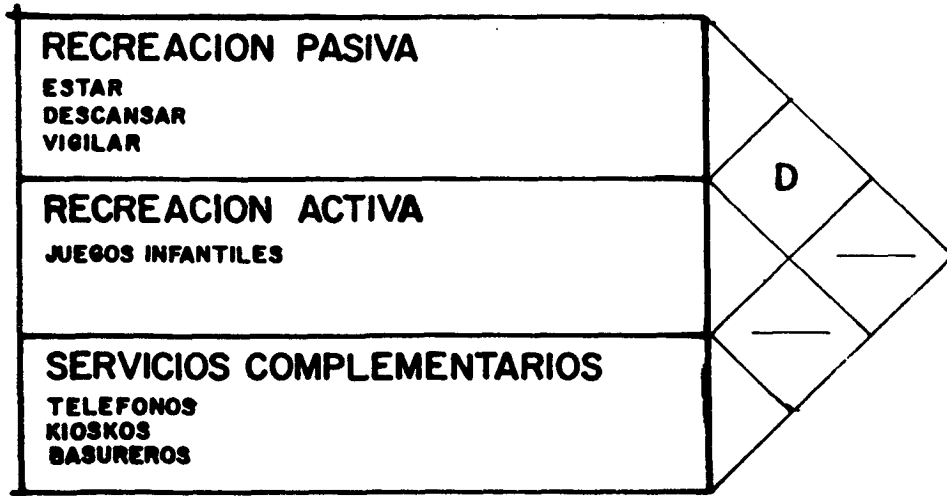 RECREACION PASIVA
ESTAR
DESCANSAR
VIGILAR
D
RECREACION ACTIVA
JUEGOS INFANTILES
SERVICIOS COMPLEMENTARIOS
TELEFONOS
KIOSKOS
BASUREROS